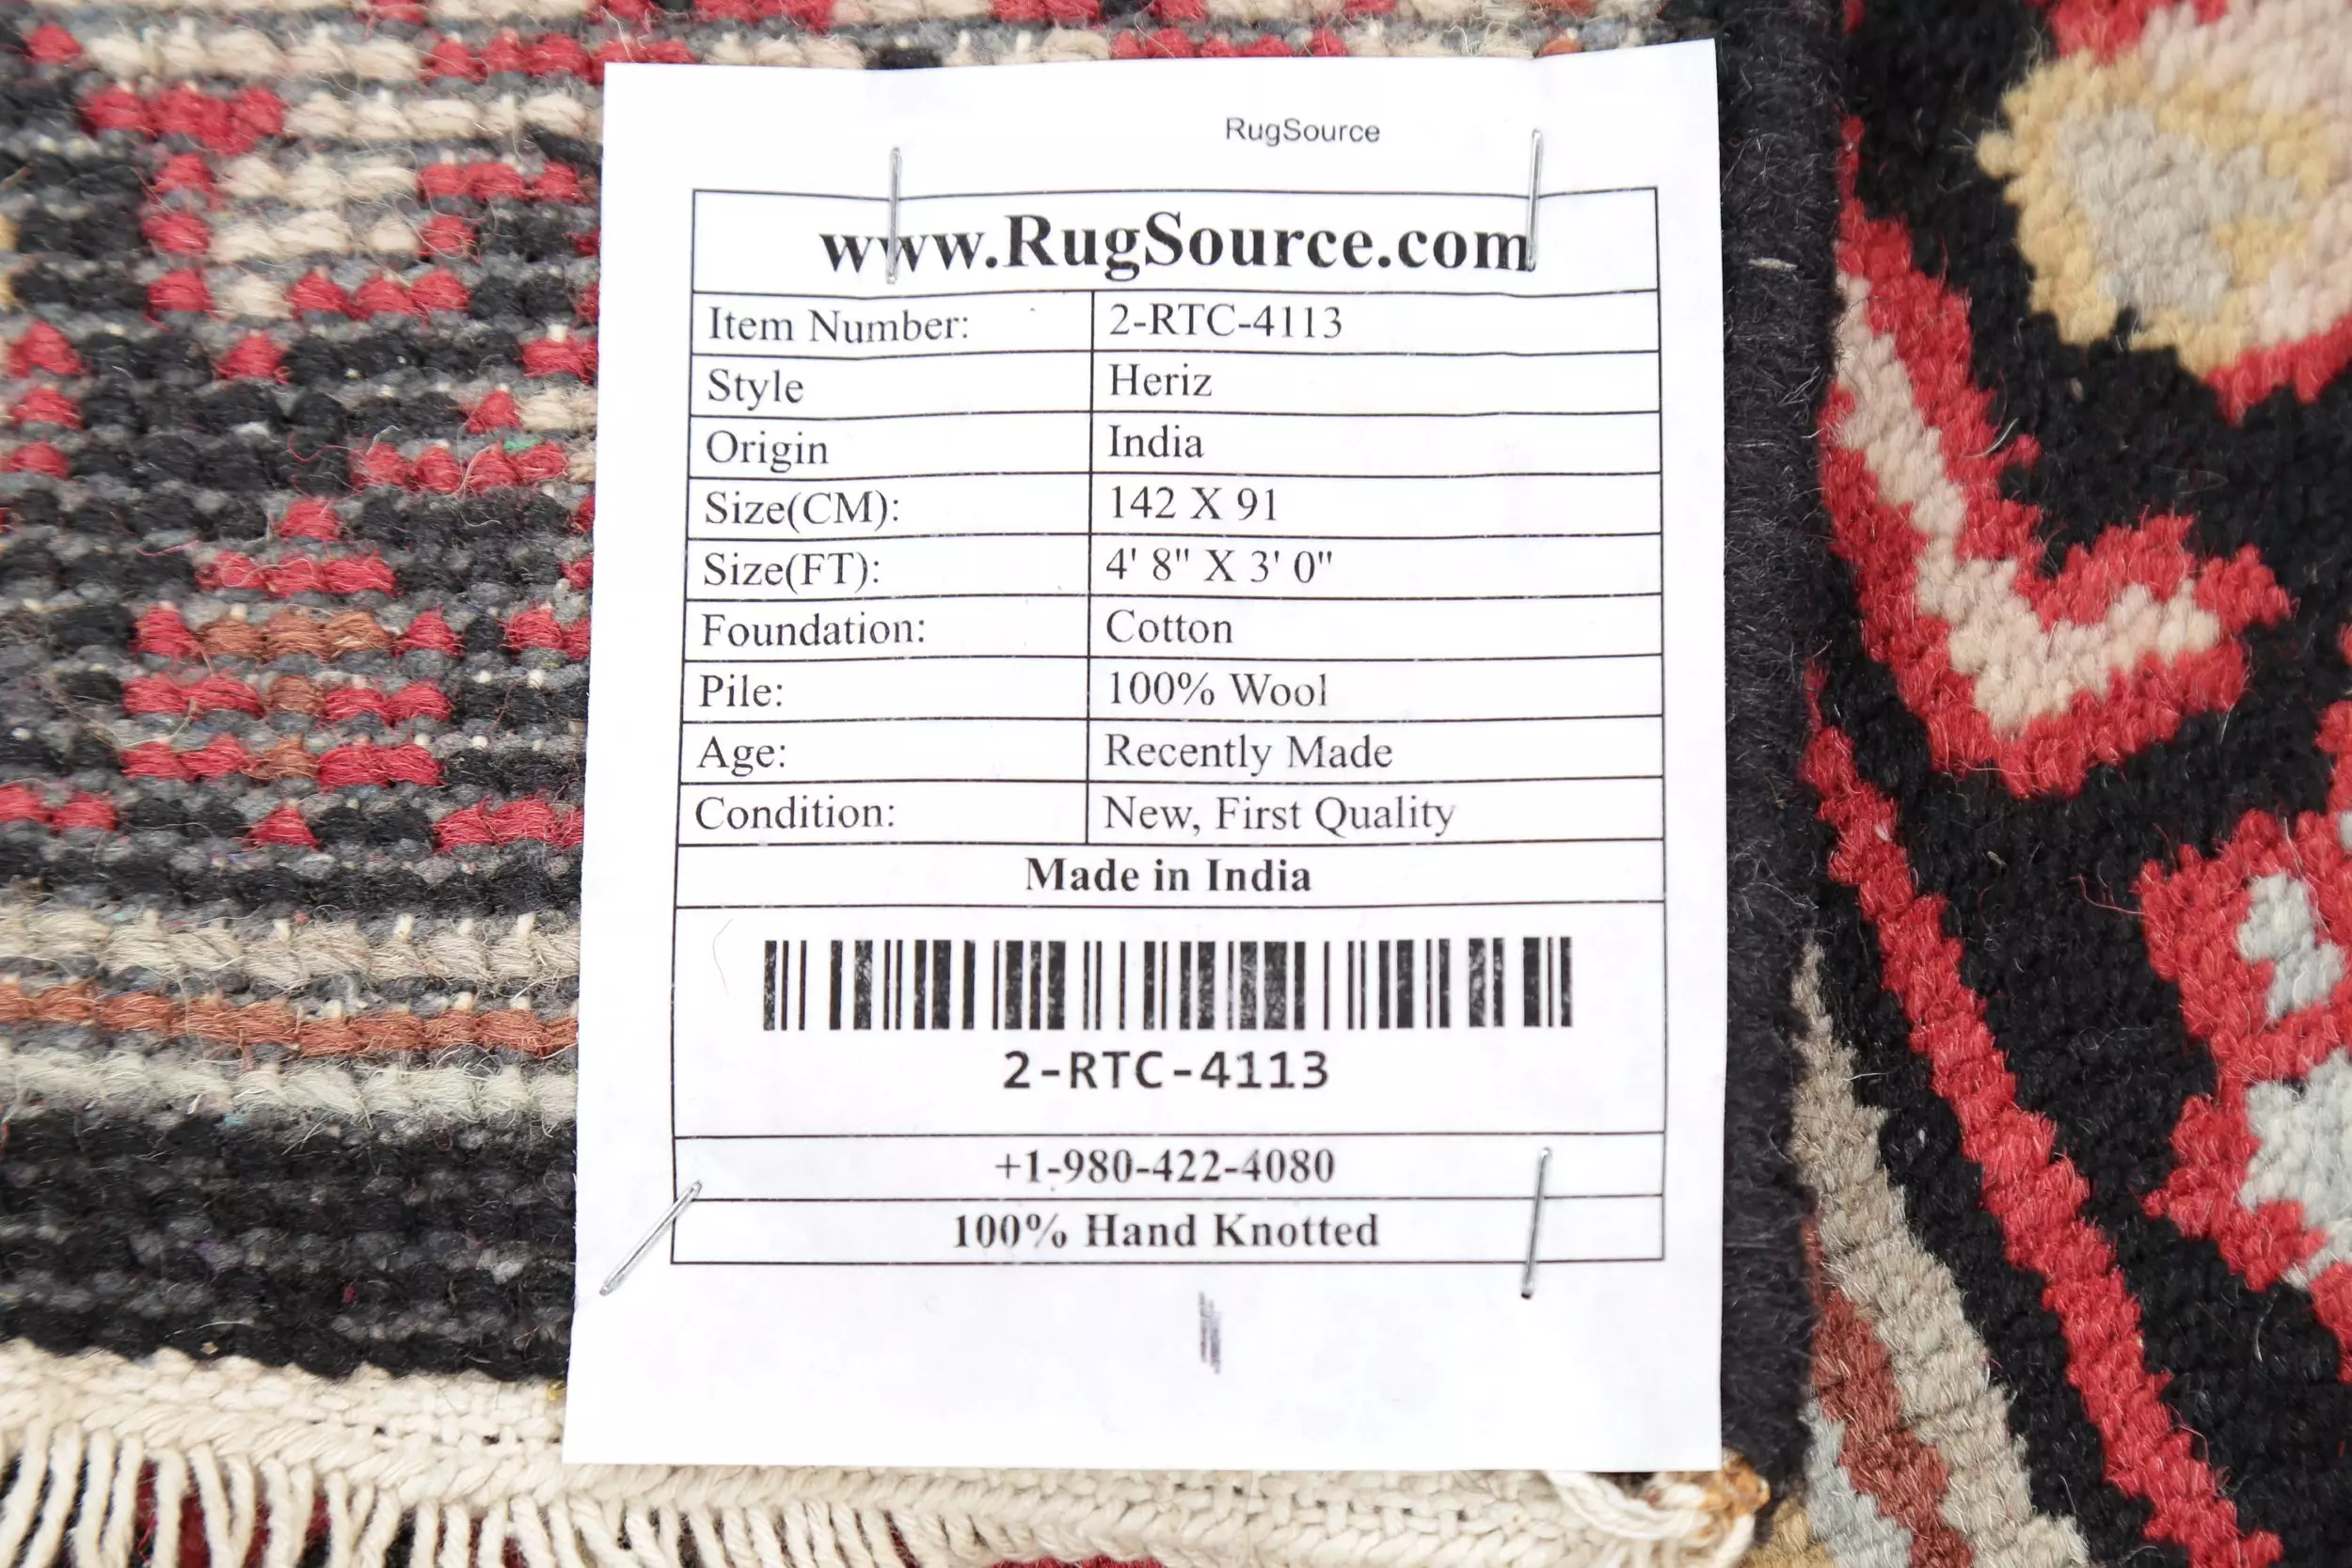 RugSource
www.RugSource.com
Item Number: 2-RTC-4113
Style Heriz
Origin India
Size(CM): 142 X 91
Size(FT): 4' 8" X 3' 0"
Foundation: Cotton
Pile: 100% Wool
Age: Recently Made
Condition: New, First Quality
Made in India
2-RTC-4113
+1-980-422-4080
100% Hand Knotted